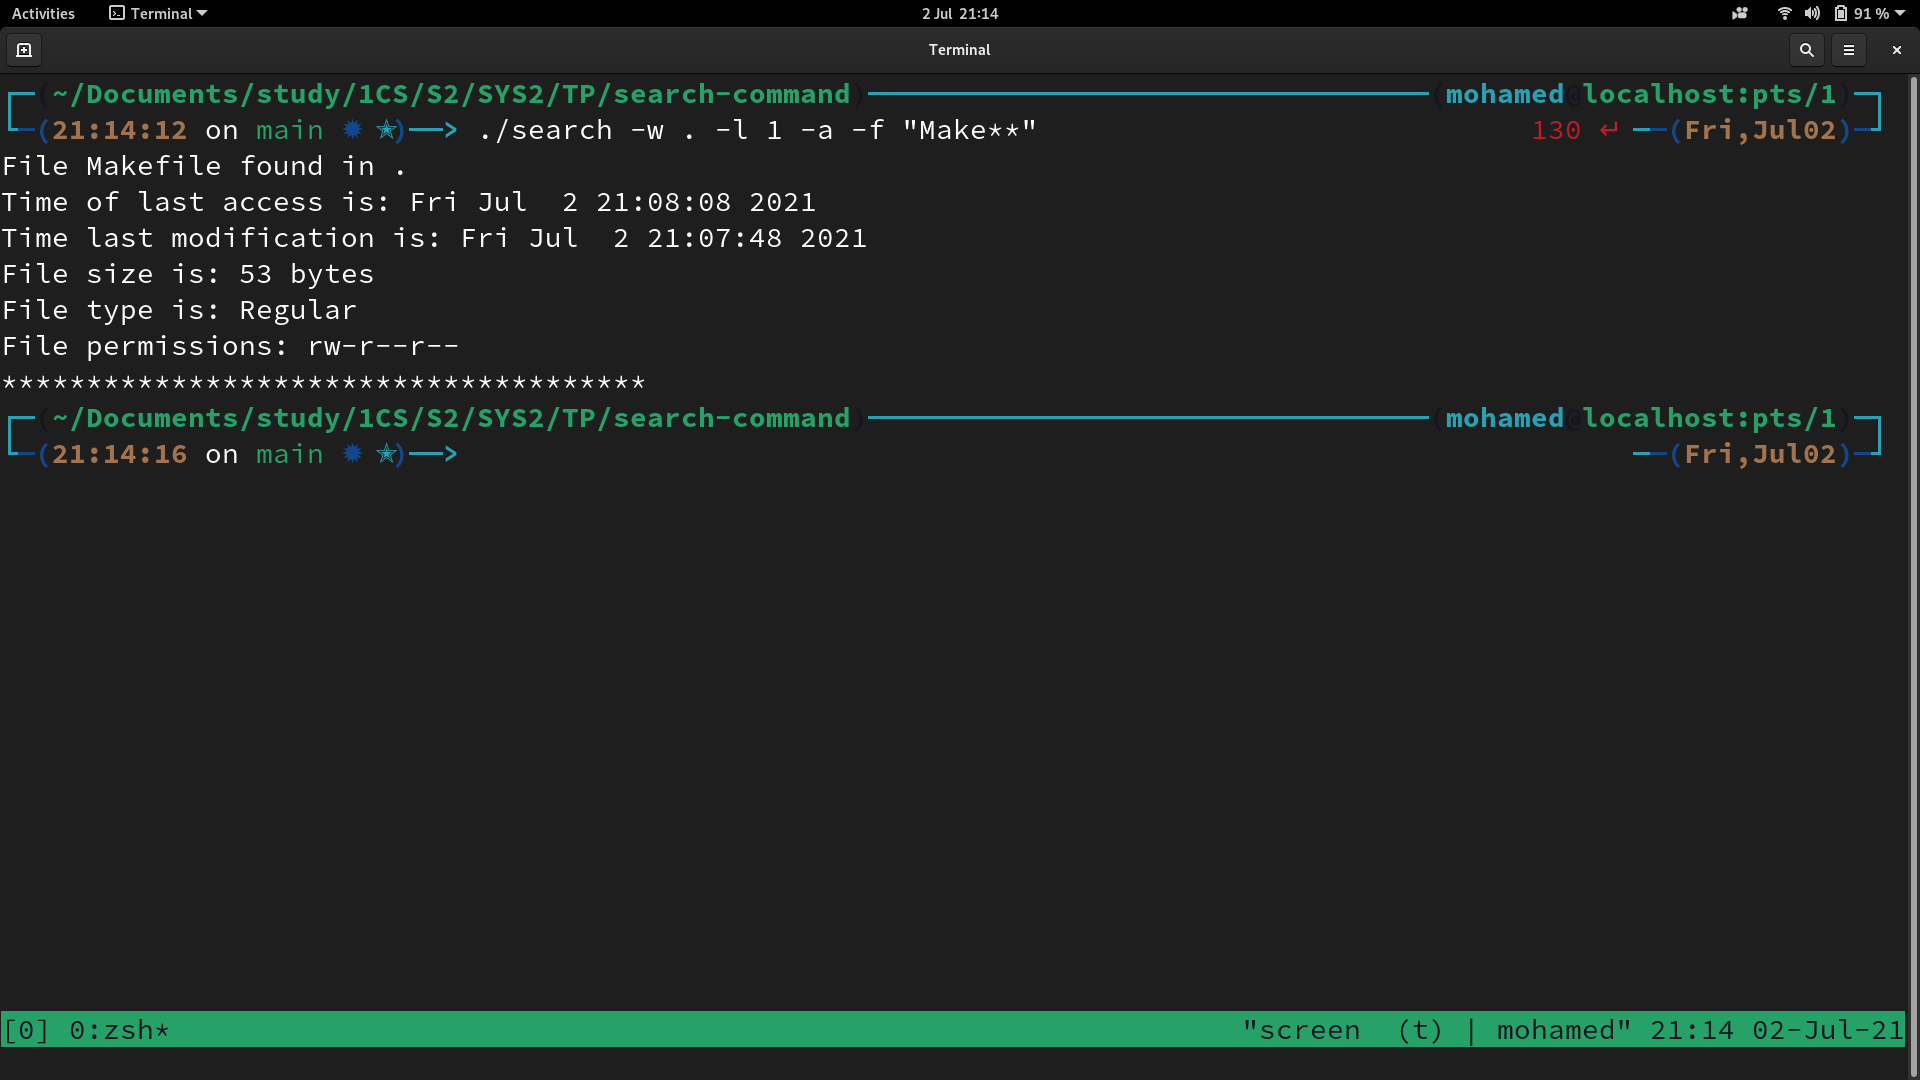 Activities Terminal 2 Jul 21:14 91 %
Terminal
(~/Documents/study/1CS/S2/SYS2/TP/search-command) (mohamed@localhost:pts/1)
(21:14:12 on main ✹ ✭)──> ./search -w . -l 1 -a -f "Make**" 130 ↵ ──(Fri,Jul02)
File Makefile found in .
Time of last access is: Fri Jul  2 21:08:08 2021
Time last modification is: Fri Jul  2 21:07:48 2021
File size is: 53 bytes
File type is: Regular
File permissions: rw-r--r--
**************************************
(~/Documents/study/1CS/S2/SYS2/TP/search-command) (mohamed@localhost:pts/1)
(21:14:16 on main ✹ ✭)──> ──(Fri,Jul02)
[0] 0:zsh* "screen  (t) | mohamed" 21:14 02-Jul-21